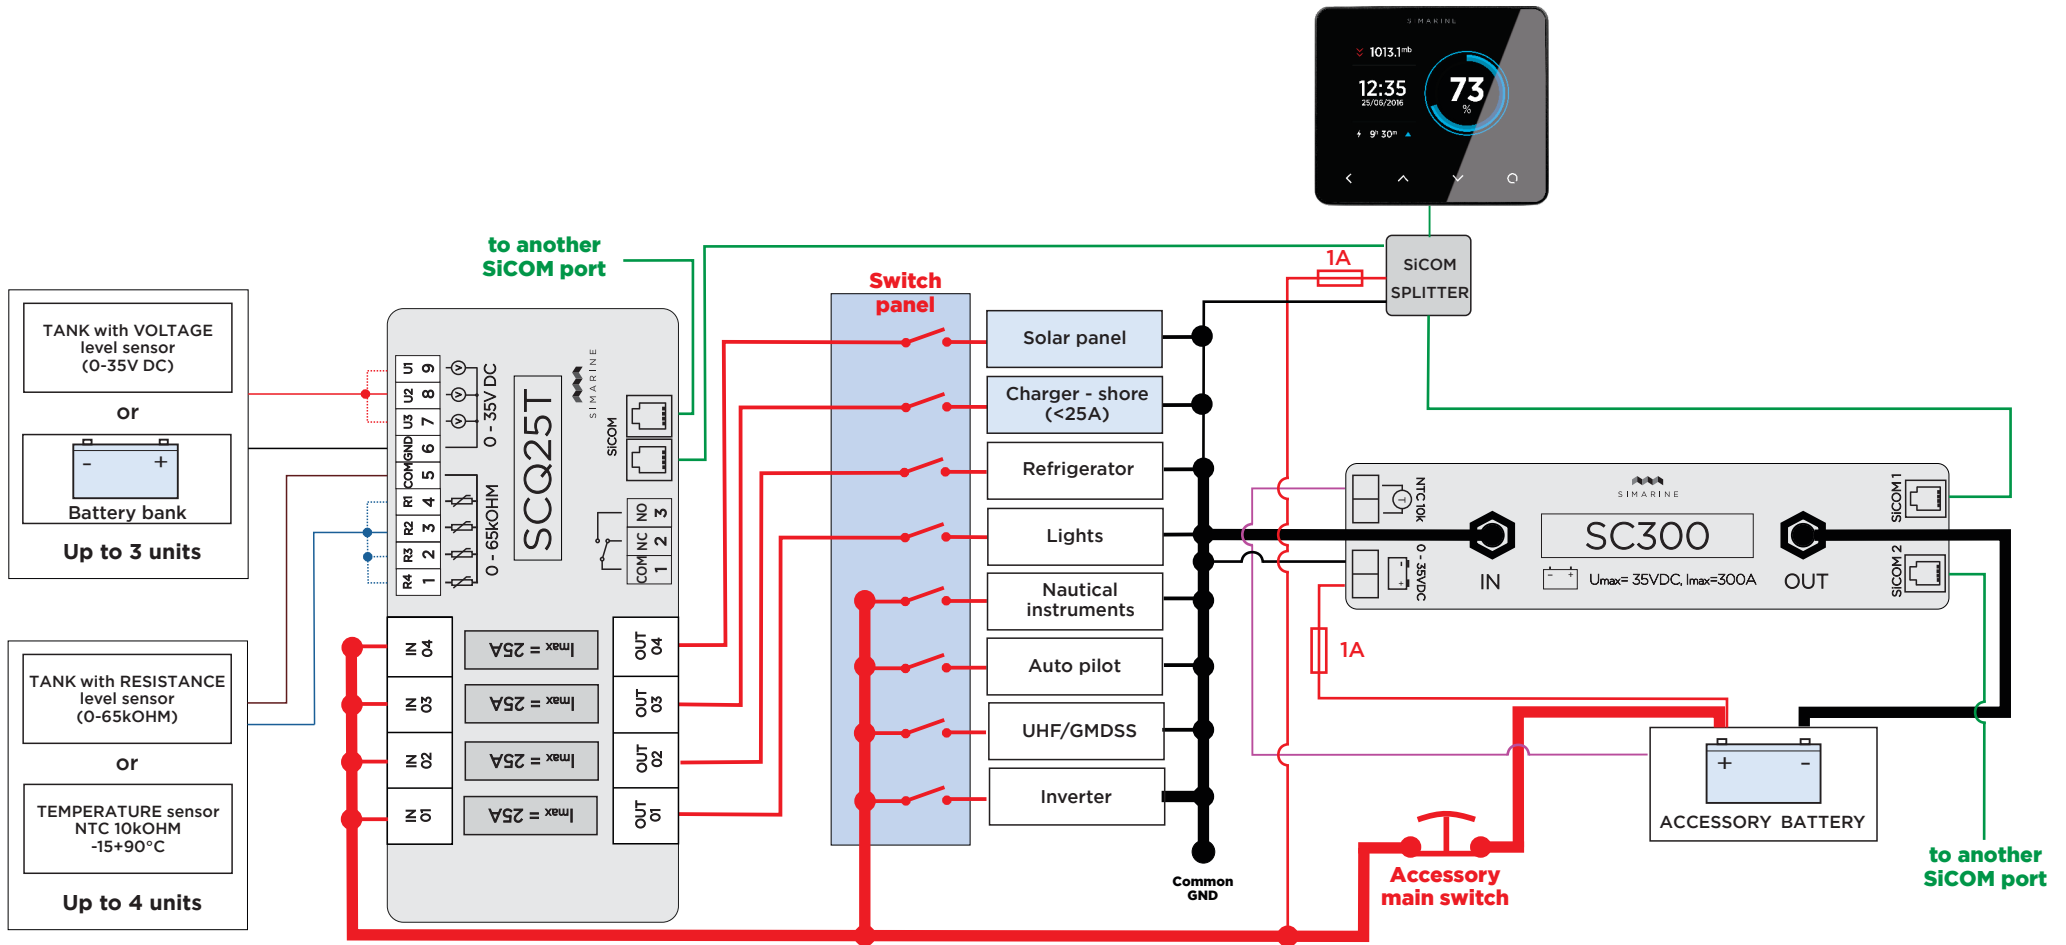 SIMARINE
1013.1mb
12:35
25/06/2016
73
%
9h 30m
to another
SiCOM port
1A
SiCOM
SPLITTER
Switch
panel
TANK with VOLTAGE
level sensor
(0-35V DC)
or
- +
Battery bank
Up to 3 units
TANK with RESISTANCE
level sensor
(0-65kOHM)
or
TEMPERATURE sensor
NTC 10kOHM
-15+90°C
Up to 4 units
U1 9
U2 8
U3 7
GND 6
COM 5
R1 4
R2 3
R3 2
R4 1
V
V
V
0 - 35V DC
0 - 65kOHM
SCQ25T
SIMARINE
SiCOM
NO 3
NC 2
COM 1
IN 04
Imax = 25A
OUT 04
IN 03
Imax = 25A
OUT 03
IN 02
Imax = 25A
OUT 02
IN 01
Imax = 25A
OUT 01
Solar panel
Charger - shore
(<25A)
Refrigerator
Lights
Nautical
instruments
Auto pilot
UHF/GMDSS
Inverter
Common
GND
NTC 10k
T
0 - 35VDC
- +
SIMARINE
SC300
IN
- +
Umax= 35VDC, Imax=300A
OUT
SiCOM 1
SiCOM 2
1A
+ -
ACCESSORY BATTERY
Accessory
main switch
to another
SiCOM port